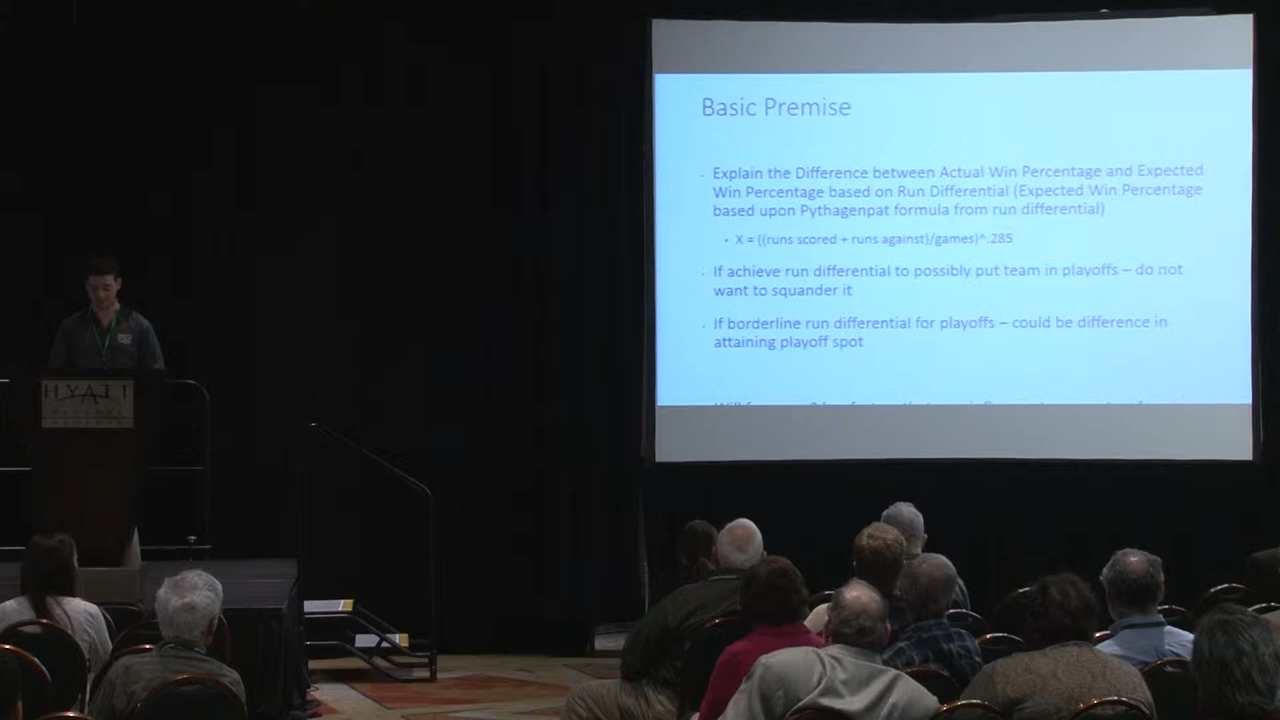 Basic Premise
Explain the Difference between Actual Win Percentage and Expected
Win Percentage based on Run Differential (Expected Win Percentage
based upon Pythagenpat formula from run differential)
X = ((runs scored + runs against)/games)^.285
If achieve run differential to possibly put team in playoffs – do not
want to squander it
If borderline run differential for playoffs – could be difference in
attaining playoff spot
HYATT